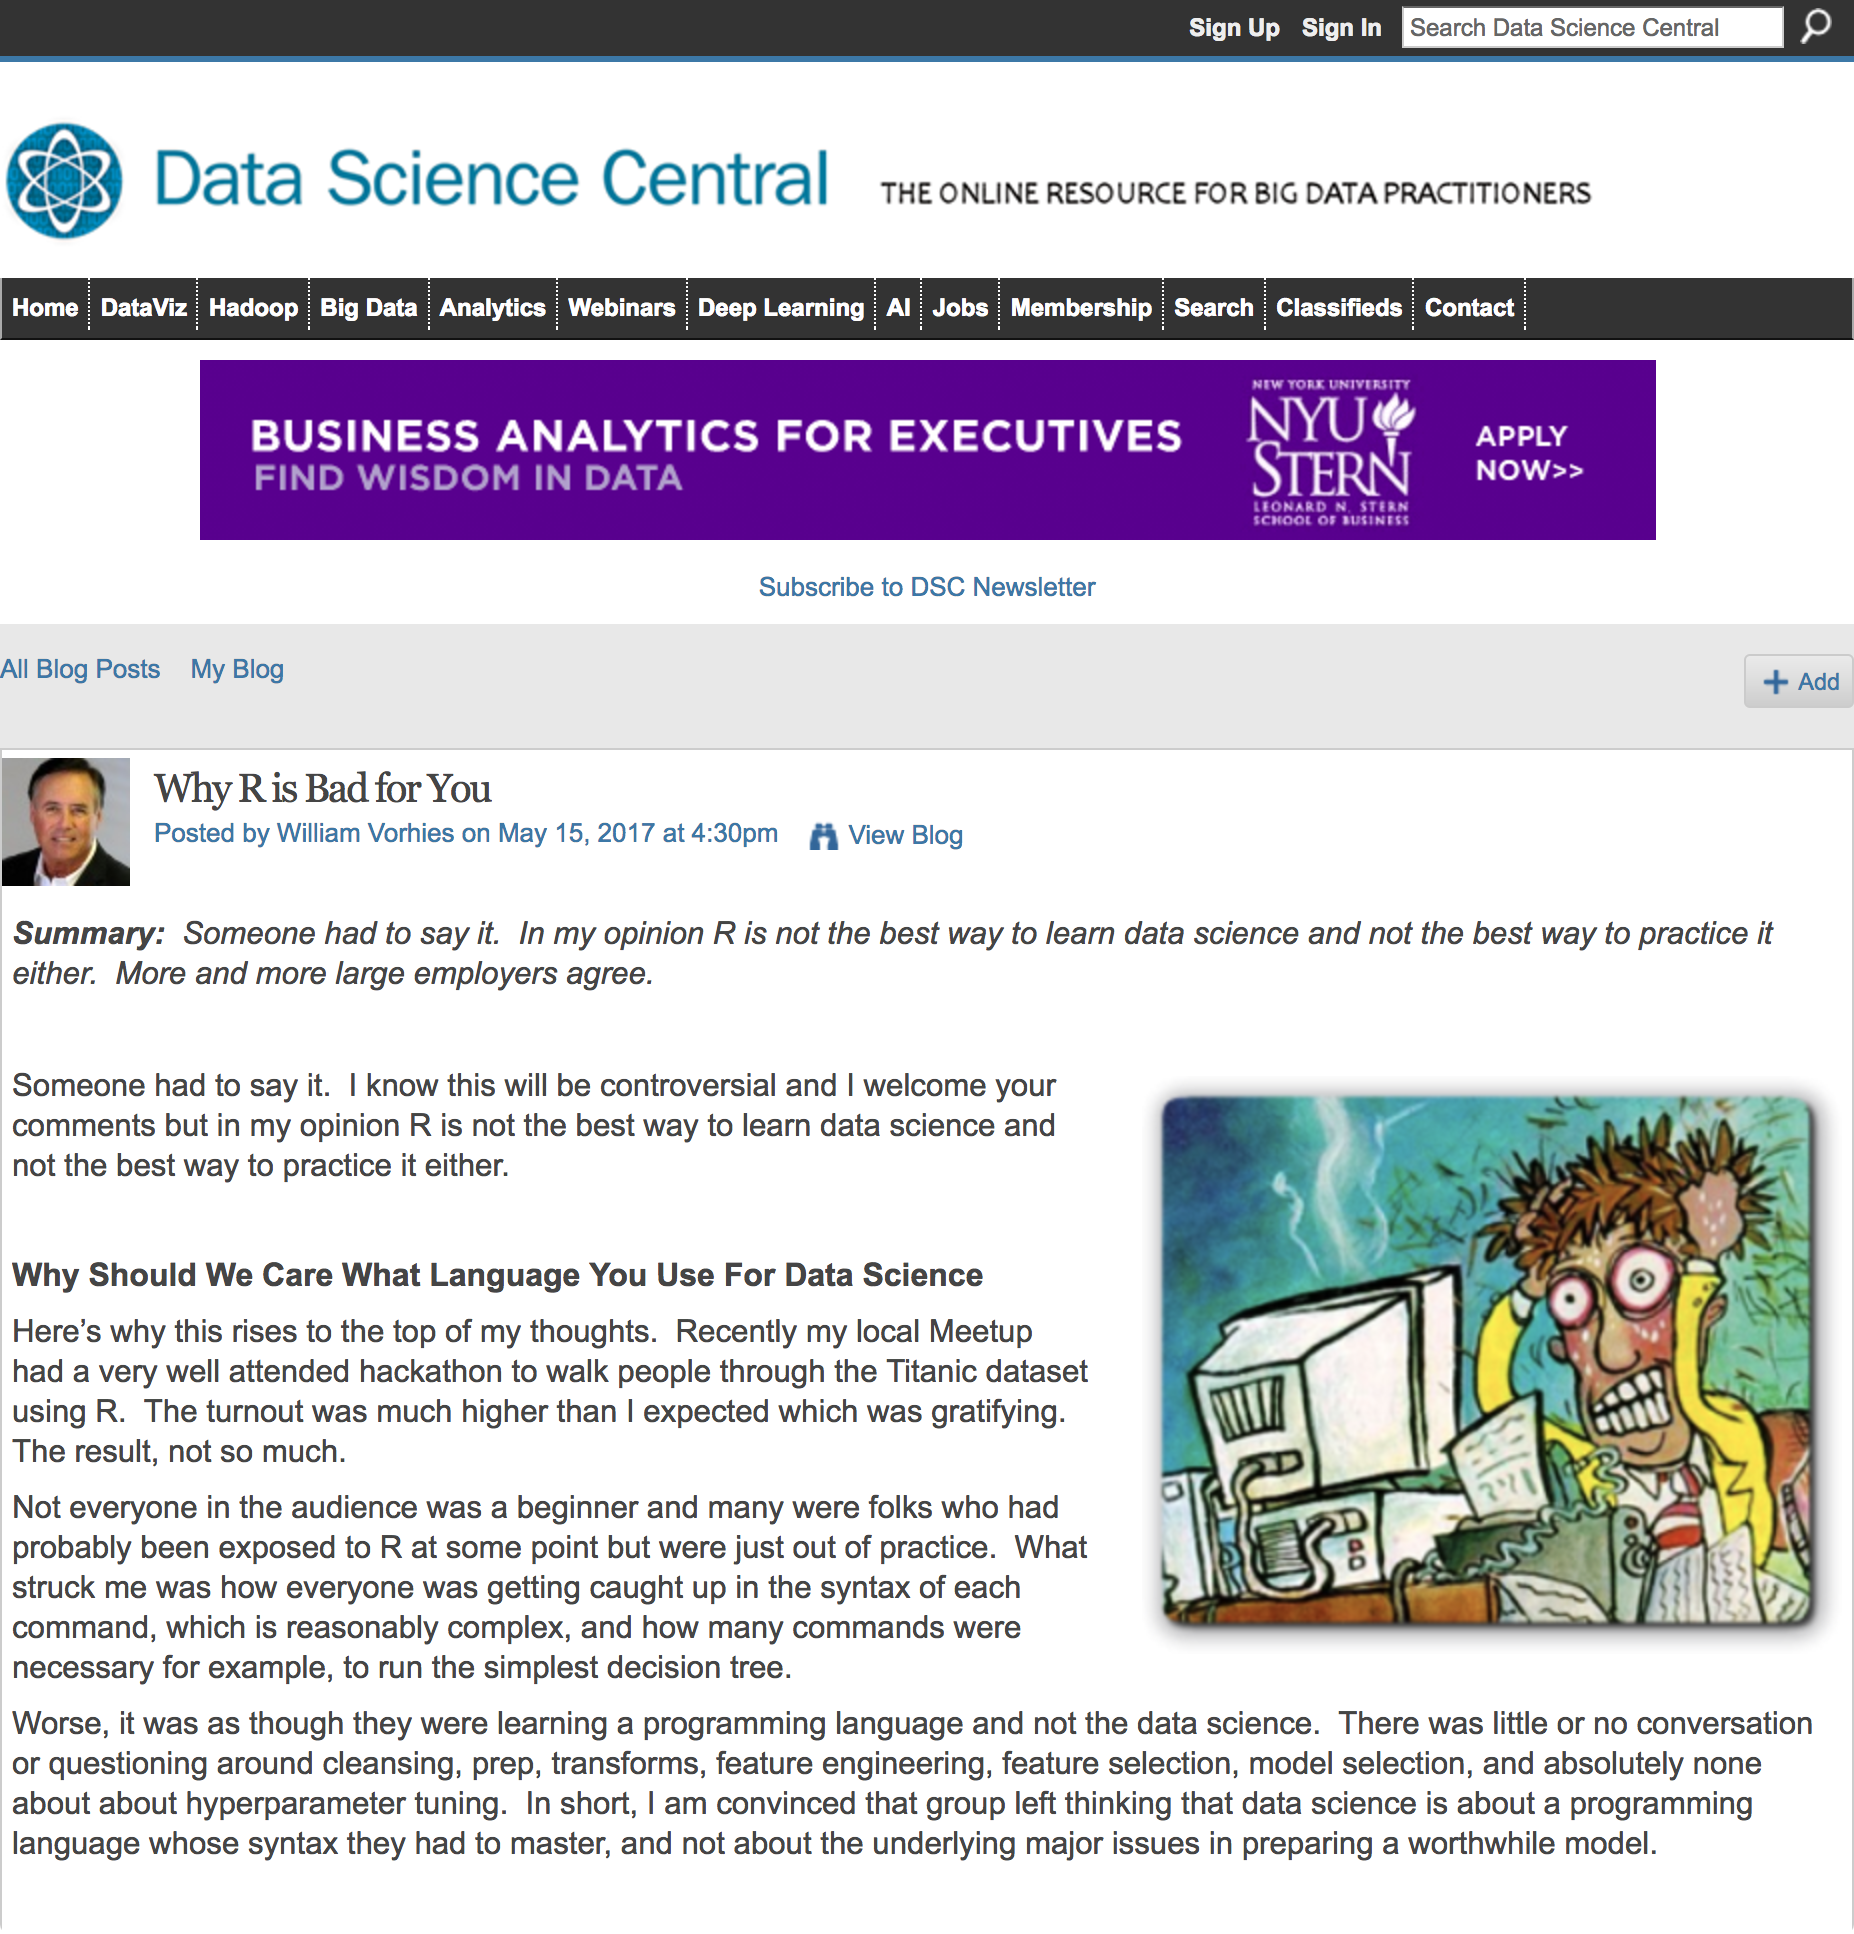 Sign Up Sign In Search Data Science Central
Data Science Central THE ONLINE RESOURCE FOR BIG DATA PRACTITIONERS
Home DataViz Hadoop Big Data Analytics Webinars Deep Learning AI Jobs Membership Search Classifieds Contact
BUSINESS ANALYTICS FOR EXECUTIVES
FIND WISDOM IN DATA
NEW YORK UNIVERSITY
NYU
STERN
LEONARD N. STERN
SCHOOL OF BUSINESS
APPLY
NOW>>
Subscribe to DSC Newsletter
All Blog Posts My Blog
+ Add
Why R is Bad for You
Posted by William Vorhies on May 15, 2017 at 4:30pm View Blog
Summary:  Someone had to say it.  In my opinion R is not the best way to learn data science and not the best way to practice it
either.  More and more large employers agree.
Someone had to say it.  I know this will be controversial and I welcome your
comments but in my opinion R is not the best way to learn data science and
not the best way to practice it either.
Why Should We Care What Language You Use For Data Science
Here’s why this rises to the top of my thoughts.  Recently my local Meetup
had a very well attended hackathon to walk people through the Titanic dataset
using R.  The turnout was much higher than I expected which was gratifying.
The result, not so much.
Not everyone in the audience was a beginner and many were folks who had
probably been exposed to R at some point but were just out of practice.  What
struck me was how everyone was getting caught up in the syntax of each
command, which is reasonably complex, and how many commands were
necessary for example, to run the simplest decision tree.
Worse, it was as though they were learning a programming language and not the data science.  There was little or no conversation
or questioning around cleansing, prep, transforms, feature engineering, feature selection, model selection, and absolutely none
about about hyperparameter tuning.  In short, I am convinced that group left thinking that data science is about a programming
language whose syntax they had to master, and not about the underlying major issues in preparing a worthwhile model.